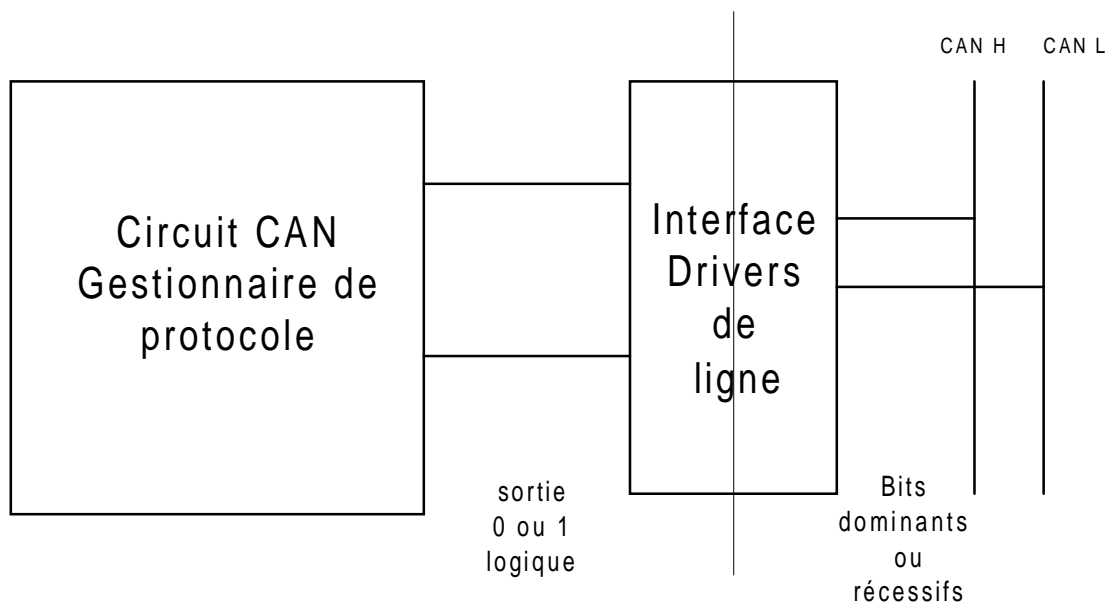 CAN H
CAN L
Circuit CAN
Gestionnaire de
protocole
Interface
Drivers
de
ligne
sortie
0 ou 1
logique
Bits
dominants
ou
récessifs